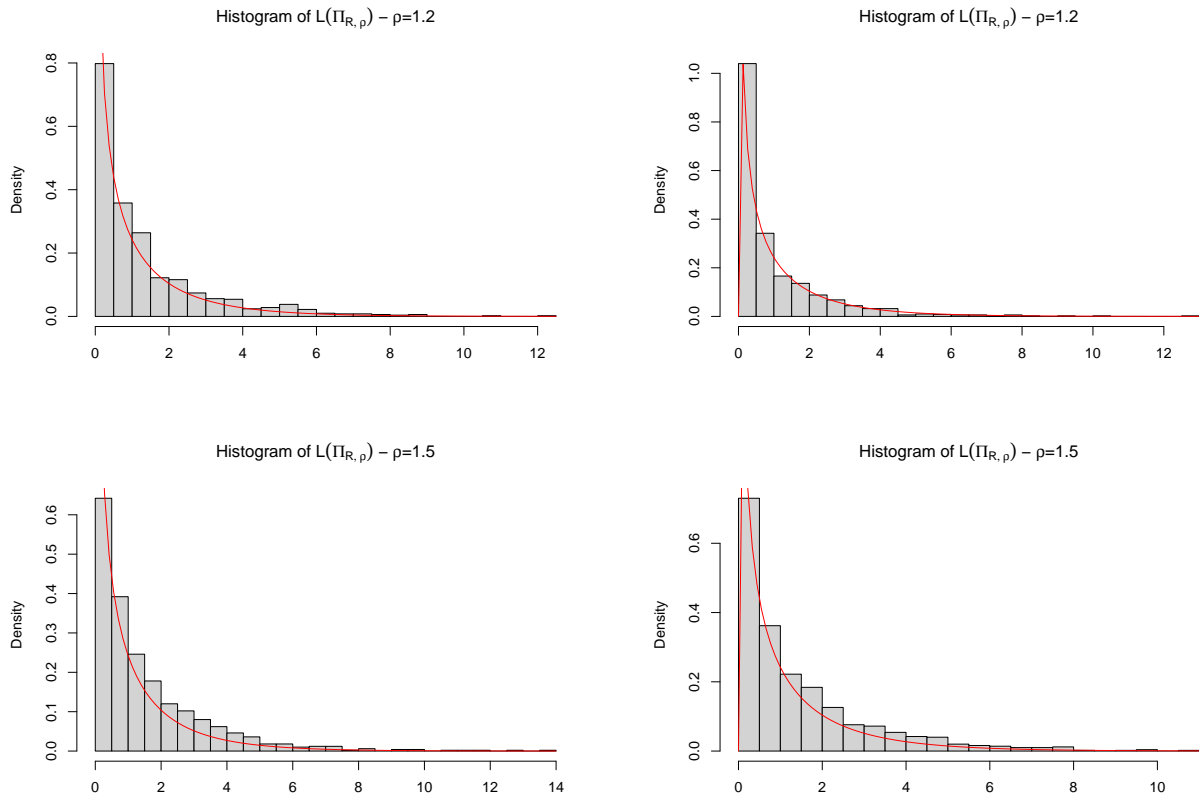 Histogram of L(Π_{R, ρ}) − ρ=1.2
Density
0.0 0.2 0.4 0.6 0.8
0 2 4 6 8 10 12
Histogram of L(Π_{R, ρ}) − ρ=1.2
Density
0.0 0.2 0.4 0.6 0.8 1.0
0 2 4 6 8 10 12
Histogram of L(Π_{R, ρ}) − ρ=1.5
Density
0.0 0.1 0.2 0.3 0.4 0.5 0.6
0 2 4 6 8 10 12 14
Histogram of L(Π_{R, ρ}) − ρ=1.5
Density
0.0 0.2 0.4 0.6
0 2 4 6 8 10